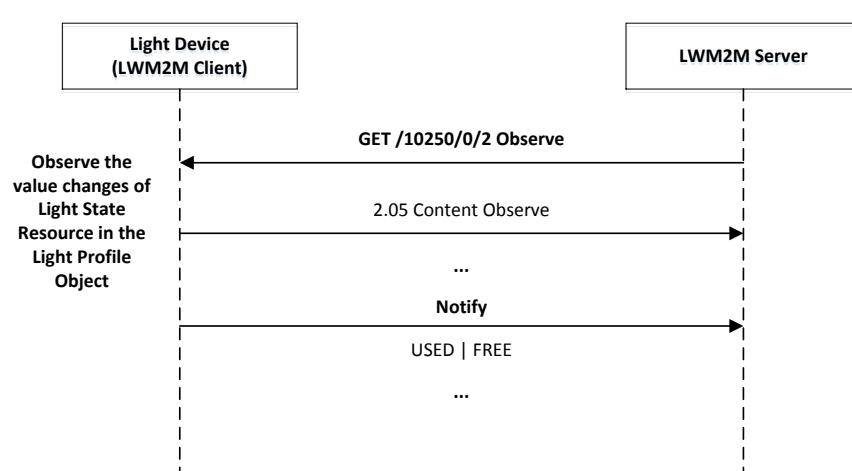 Light Device
(LWM2M Client)
LWM2M Server
GET /10250/0/2 Observe
Observe the
value changes of
Light State
Resource in the
Light Profile
Object
2.05 Content Observe
...
Notify
USED | FREE
...